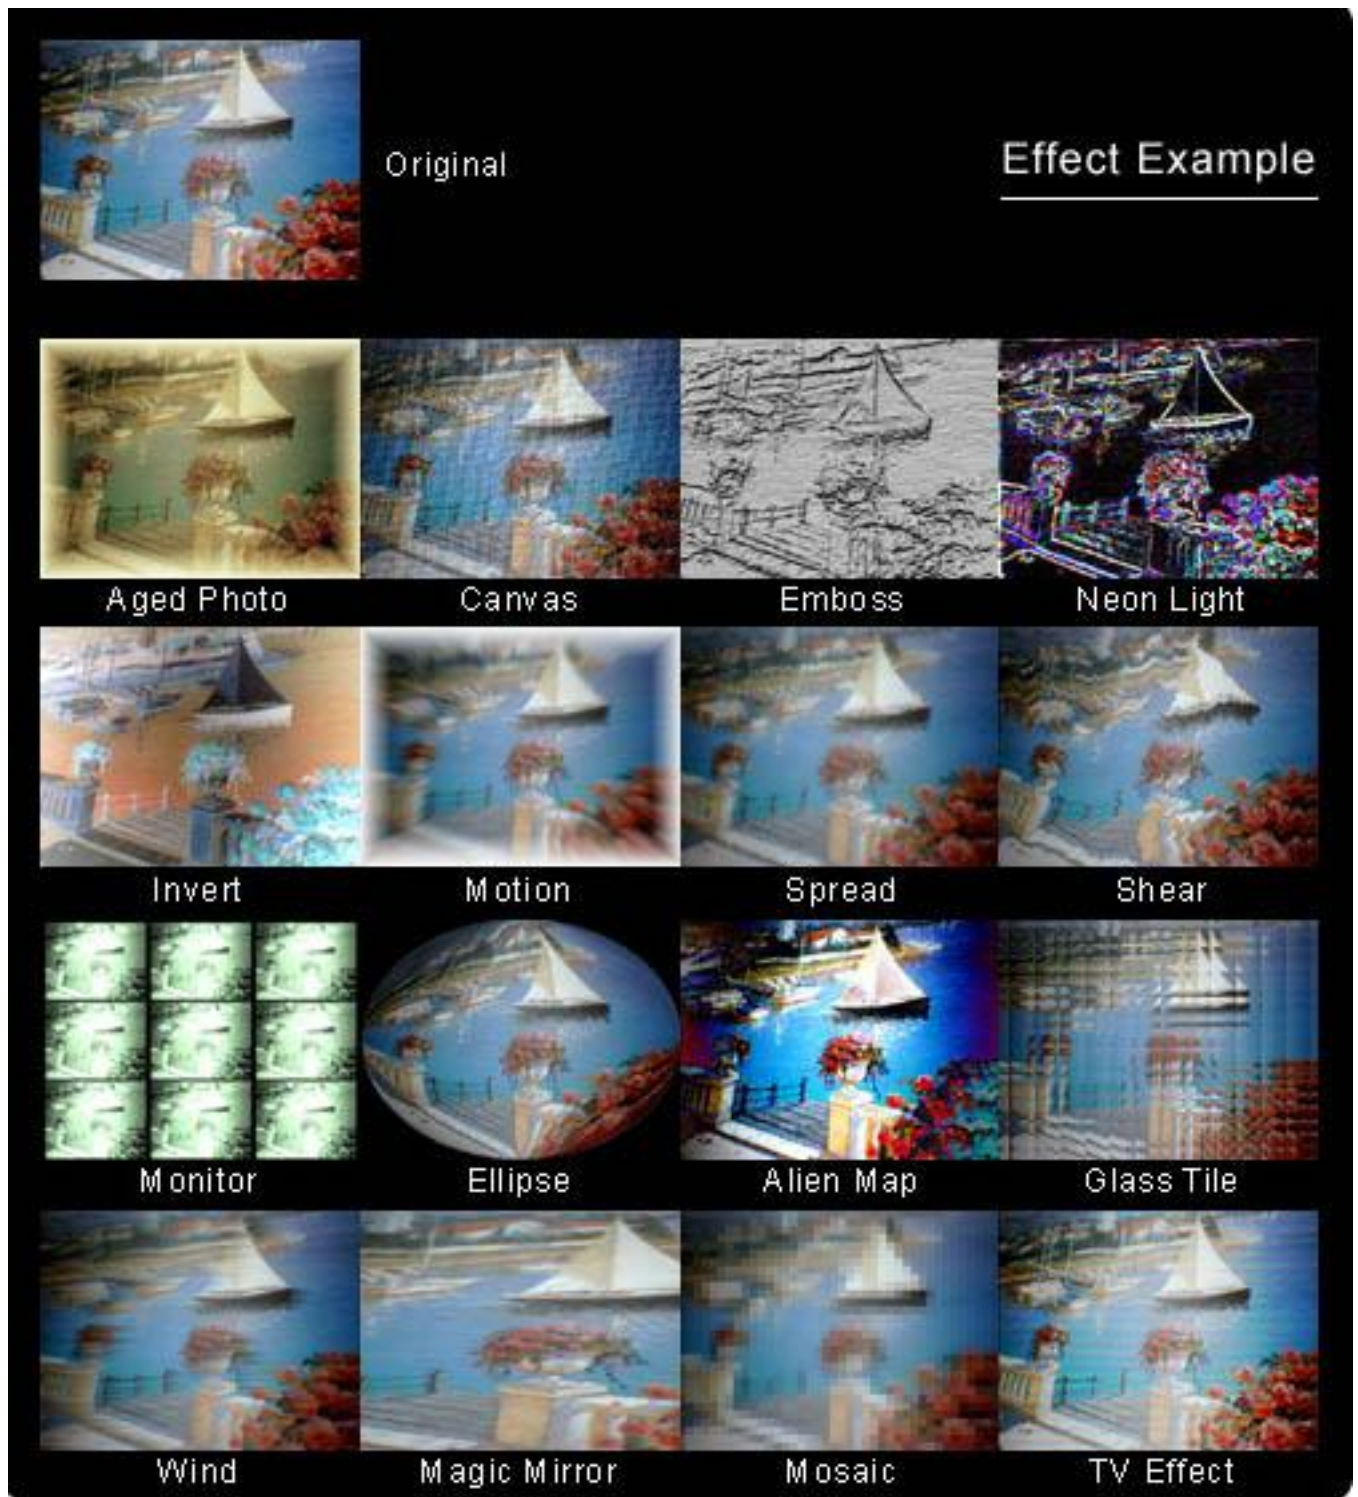 Original
Effect Example
Aged Photo
Canvas
Emboss
Neon Light
Invert
Motion
Spread
Shear
Monitor
Ellipse
Alien Map
Glass Tile
Wind
Magic Mirror
Mosaic
TV Effect